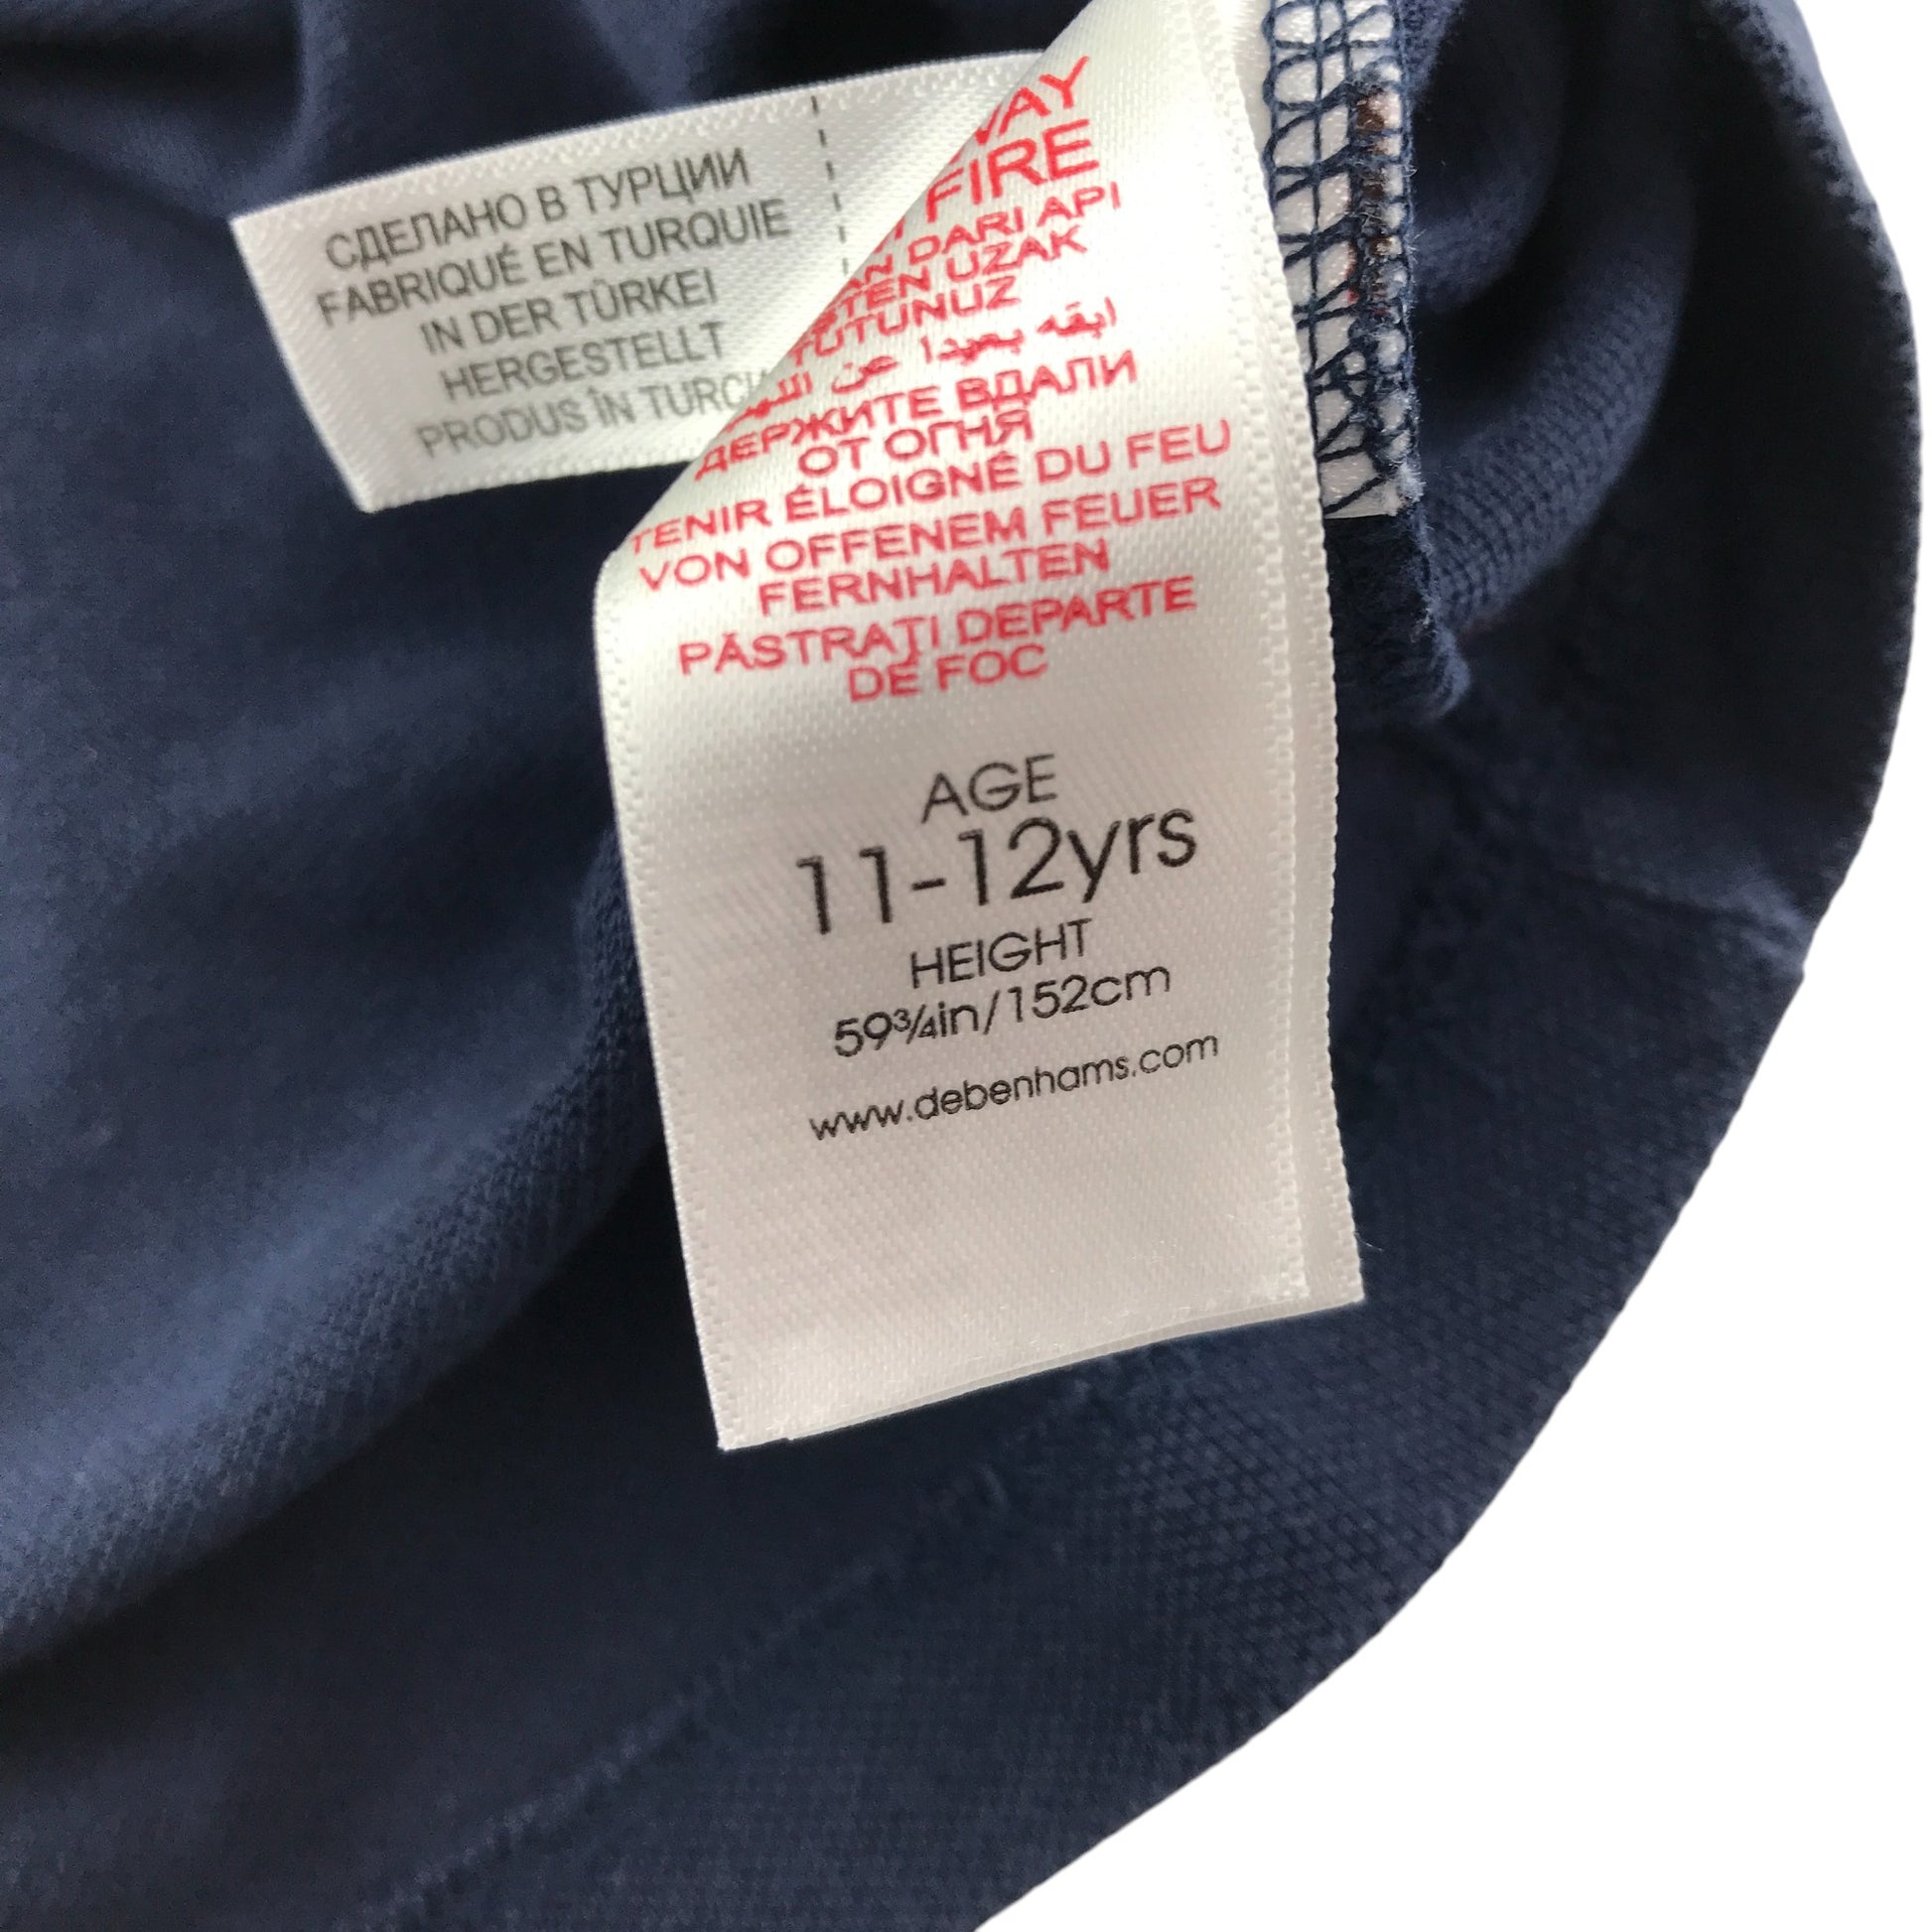 СДЕЛАНО В ТУРЦИИ
FABRIQUÉ EN TURQUIE
IN DER TÜRKEI
HERGESTELLT
PRODUS ÎN
FIRE
DARI API
UZAK
TUTUNUZ
ابقه بعيدا عن
ДЕРЖИТЕ ВДАЛИ
ОТ ОГНЯ
TENIR ÉLOIGNÉ DU FEU
VON OFFENEM FEUER
FERNHALTEN
PĂSTRAȚI DEPARTE
DE FOC
AGE
11-12yrs
HEIGHT
59¾in/152cm
www.debenhams.com